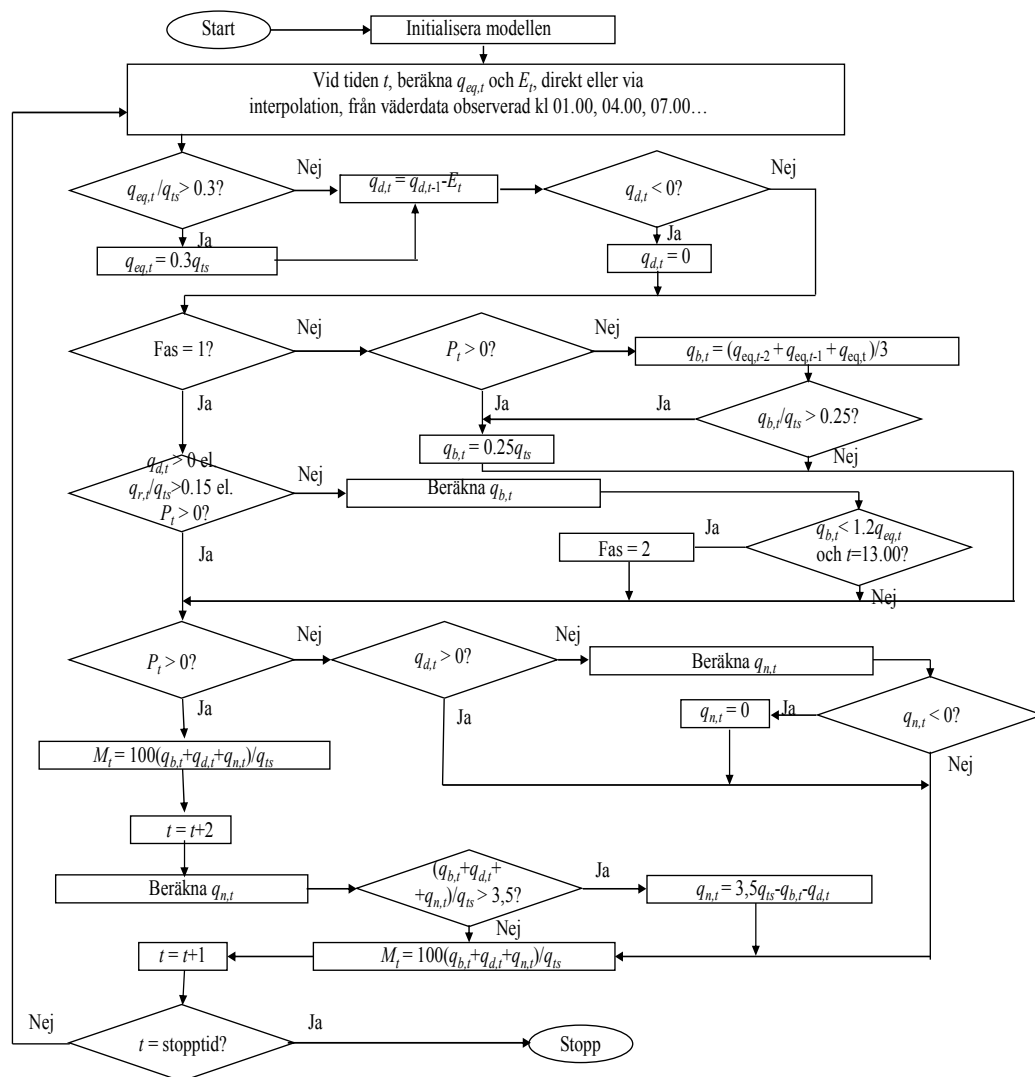 Start
Initialisera modellen
Vid tiden t, beräkna q_eq,t och E_t, direkt eller via
interpolation, från väderdata observerad kl 01.00, 04.00, 07.00…
q_eq,t/q_ts > 0.3?
Nej
q_d,t = q_d,t-1-E_t
q_d,t < 0?
Nej
Ja
q_eq,t = 0.3q_ts
Ja
q_d,t = 0
Fas = 1?
Nej
P_t > 0?
Nej
q_b,t = (q_eq,t-2 + q_eq,t-1 + q_eq,t)/3
Ja
Ja
Ja
q_b,t/q_ts > 0.25?
q_b,t = 0.25q_ts
Nej
q_d,t > 0 el
q_r,t/q_ts>0.15 el.
P_t > 0?
Nej
Beräkna q_b,t
Ja
Fas = 2
Ja
q_b,t < 1.2q_eq,t
och t=13.00?
Nej
P_t > 0?
Nej
q_d,t > 0?
Nej
Beräkna q_n,t
Ja
Ja
q_n,t = 0
Ja
q_n,t < 0?
Nej
M_t = 100(q_b,t+q_d,t+q_n,t)/q_ts
t = t+2
Beräkna q_n,t
(q_b,t+q_d,t+
+q_n,t)/q_ts > 3,5?
Ja
q_n,t = 3,5q_ts-q_b,t-q_d,t
Nej
t = t+1
M_t = 100(q_b,t+q_d,t+q_n,t)/q_ts
Nej
t = stopptid?
Ja
Stopp